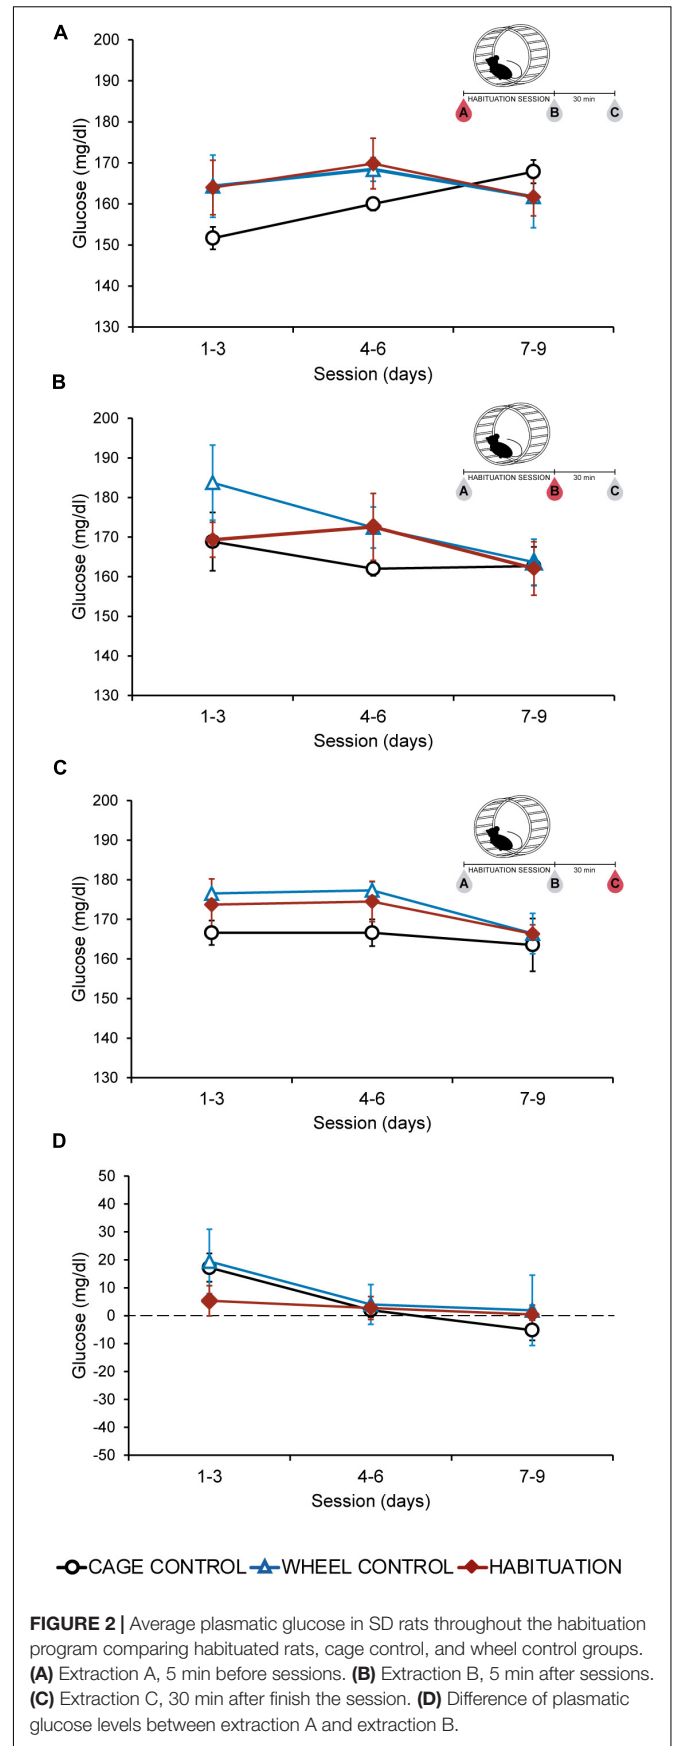 A
200
190
180
170
160
150
140
130
Glucose (mg/dl)
HABITUATION SESSION 30 min
A B C
1-3 4-6 7-9
Session (days)
B
200
190
180
170
160
150
140
130
Glucose (mg/dl)
HABITUATION SESSION 30 min
A B C
1-3 4-6 7-9
Session (days)
C
200
190
180
170
160
150
140
130
Glucose (mg/dl)
HABITUATION SESSION 30 min
A B C
1-3 4-6 7-9
Session (days)
D
50
40
30
20
10
0
-10
-20
-30
-40
-50
Glucose (mg/dl)
1-3 4-6 7-9
Session (days)
CAGE CONTROL WHEEL CONTROL HABITUATION
FIGURE 2 | Average plasmatic glucose in SD rats throughout the habituation
program comparing habituated rats, cage control, and wheel control groups.
(A) Extraction A, 5 min before sessions. (B) Extraction B, 5 min after sessions.
(C) Extraction C, 30 min after finish the session. (D) Difference of plasmatic
glucose levels between extraction A and extraction B.